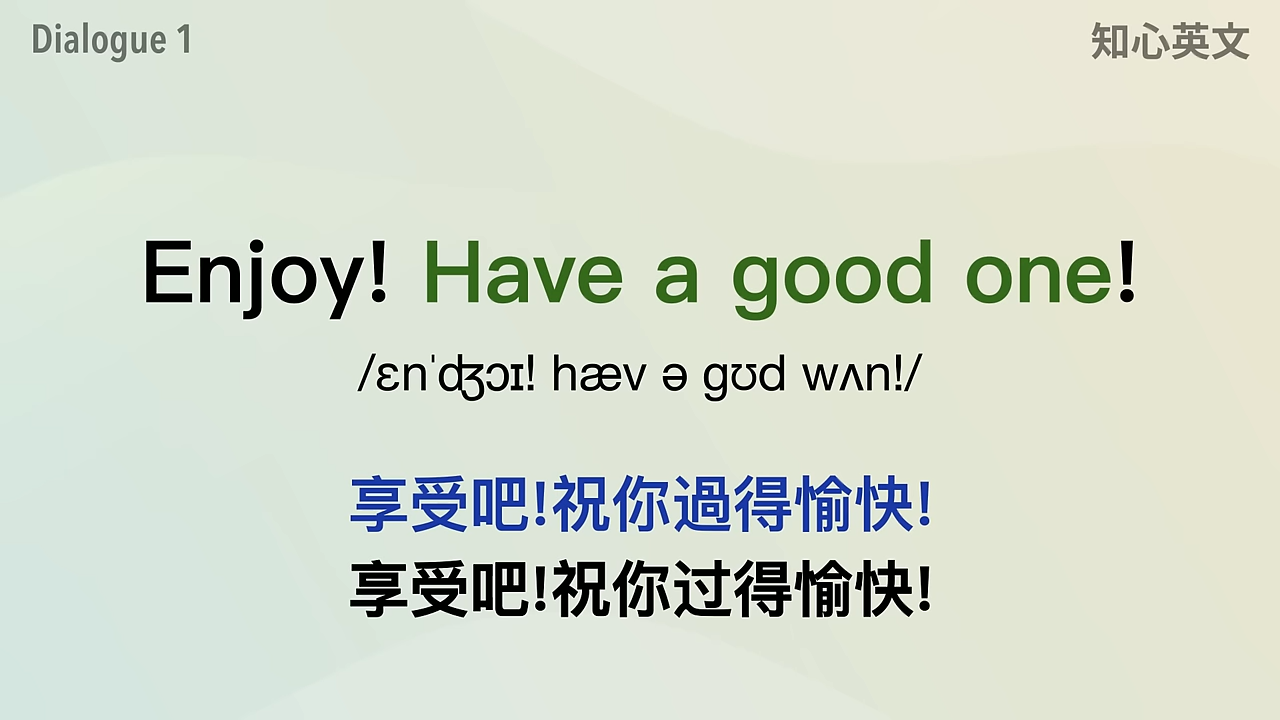 Dialogue 1
知心英文
Enjoy! Have a good one!
/ɛnˈʤɔɪ! hæv ə gʊd wʌn!/
享受吧!祝你過得愉快!
享受吧!祝你过得愉快!